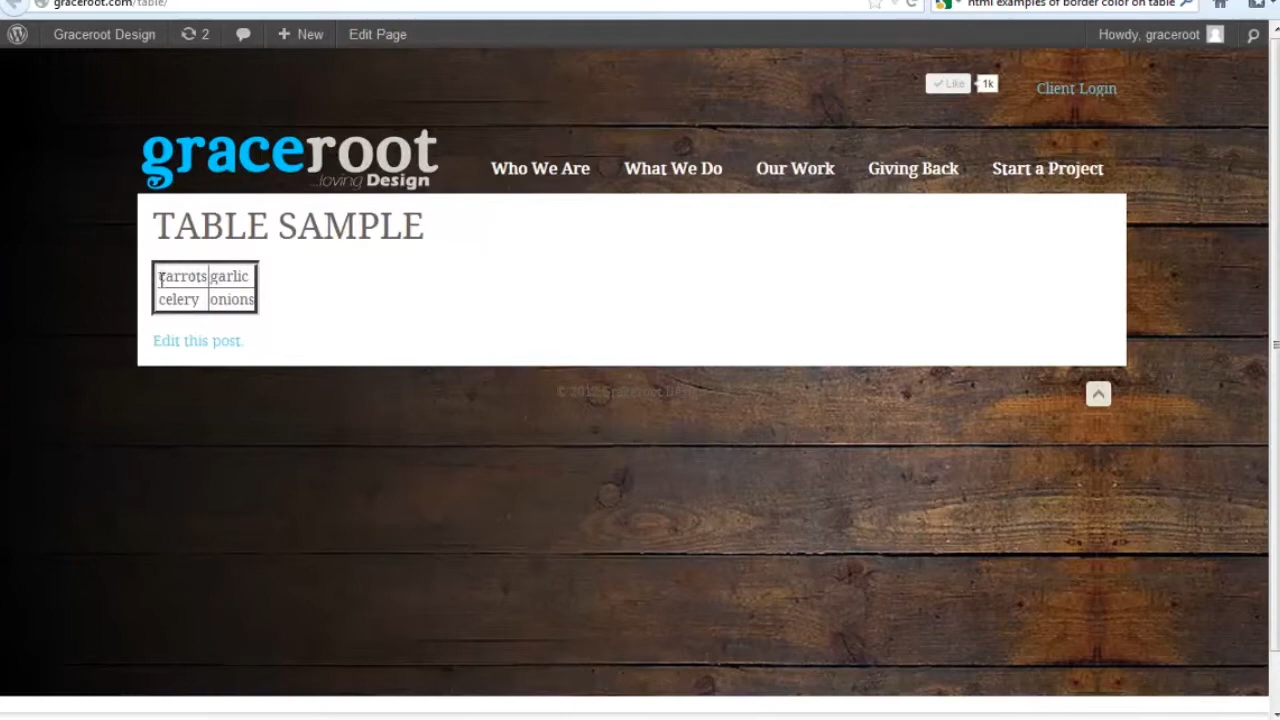 graceroot.com/table/
html examples of border color on table
Graceroot Design 2 New Edit Page Howdy, graceroot
Like 1k Client Login
graceroot
...loving Design
Who We Are What We Do Our Work Giving Back Start a Project
TABLE SAMPLE
carrots garlic
celery onions
Edit this post.
Graceroot